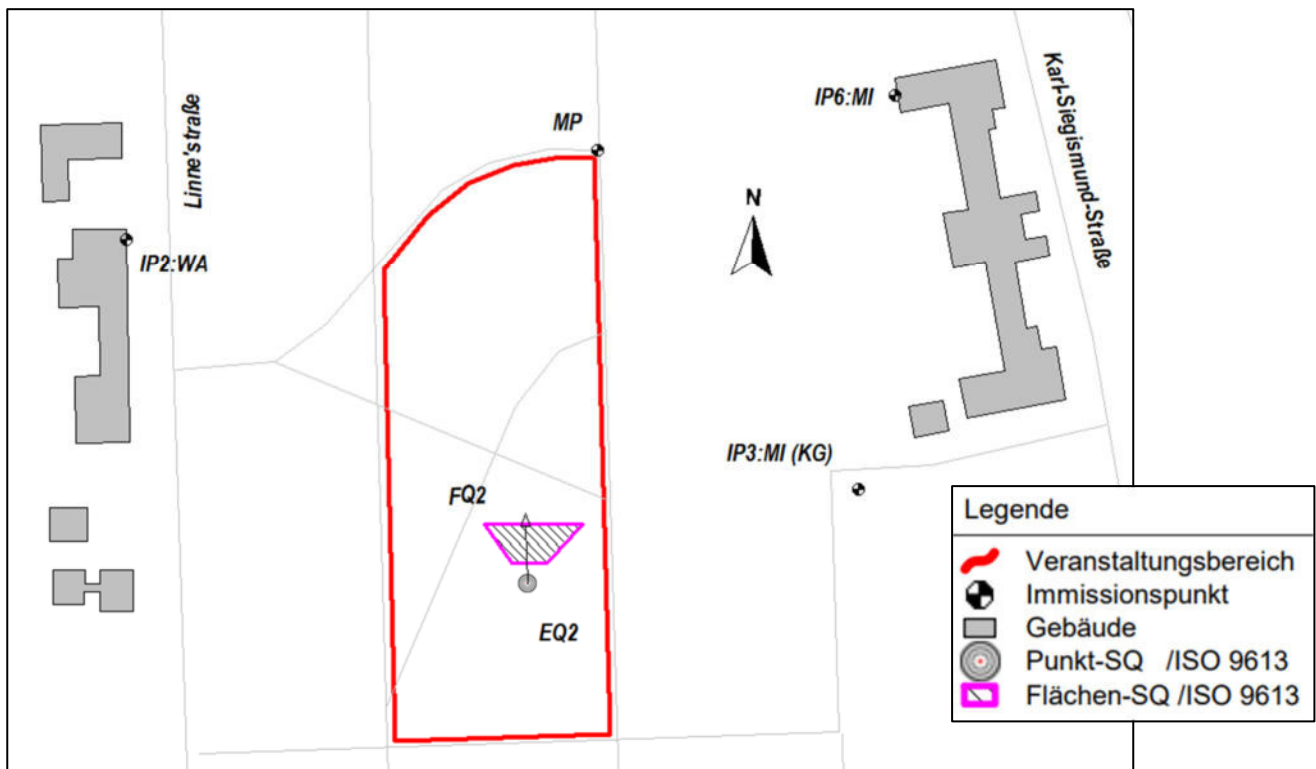 Linne'straße
MP
IP6:MI
Karl-Siegismund-Straße
N
IP2:WA
IP3:MI (KG)
FQ2
EQ2
Legende
Veranstaltungsbereich
Immissionspunkt
Gebäude
Punkt-SQ /ISO 9613
Flächen-SQ /ISO 9613